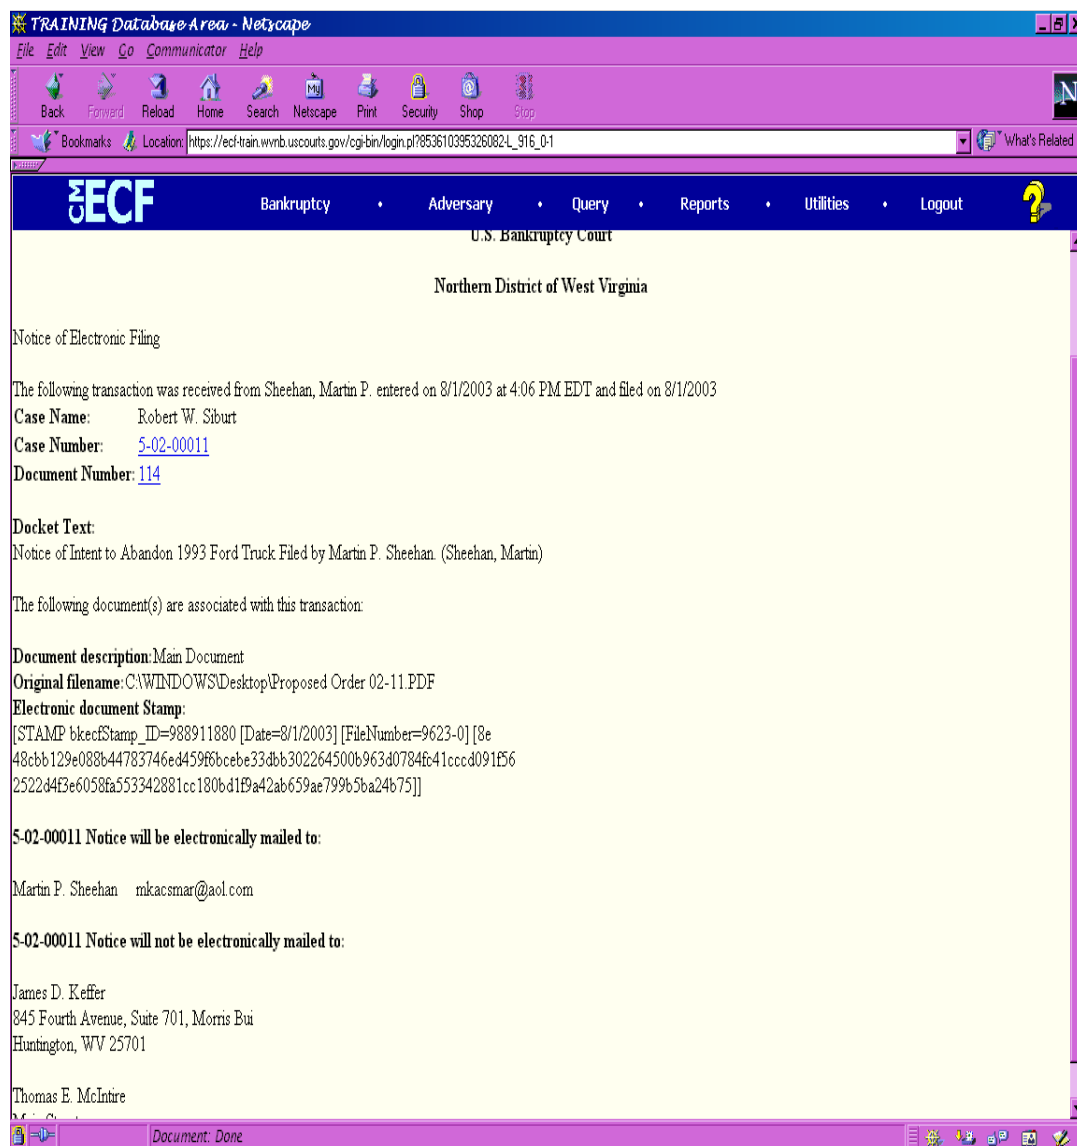 TRAINING Database Area - Netscape
File Edit View Go Communicator Help
Back Forward Reload Home Search Netscape Print Security Shop Stop
My
N
Bookmarks Location: https://ecf-train.wvnb.uscourts.gov/cgi-bin/login.pl?853610395326082-L_916_0-1 What's Related
CM ECF Bankruptcy • Adversary • Query • Reports • Utilities • Logout ?
U.S. Bankruptcy Court
Northern District of West Virginia
Notice of Electronic Filing
The following transaction was received from Sheehan, Martin P. entered on 8/1/2003 at 4:06 PM EDT and filed on 8/1/2003
Case Name: Robert W. Siburt
Case Number: 5-02-00011
Document Number: 114
Docket Text:
Notice of Intent to Abandon 1993 Ford Truck Filed by Martin P. Sheehan. (Sheehan, Martin)
The following document(s) are associated with this transaction:
Document description:Main Document
Original filename:C:\WINDOWS\Desktop\Proposed Order 02-11.PDF
Electronic document Stamp:
[STAMP bkecfStamp_ID=988911880 [Date=8/1/2003] [FileNumber=9623-0] [8e
48cbb129e088b44783746ed459f6bcebe33dbb302264500b963d0784fc41cccd091f56
2522d4f3e6058fa553342881cc180bd1f9a42ab659ae799b5ba24b75]]
5-02-00011 Notice will be electronically mailed to:
Martin P. Sheehan mkacsmar@aol.com
5-02-00011 Notice will not be electronically mailed to:
James D. Keffer
845 Fourth Avenue, Suite 701, Morris Bui
Huntington, WV 25701
Thomas E. McIntire
Document: Done